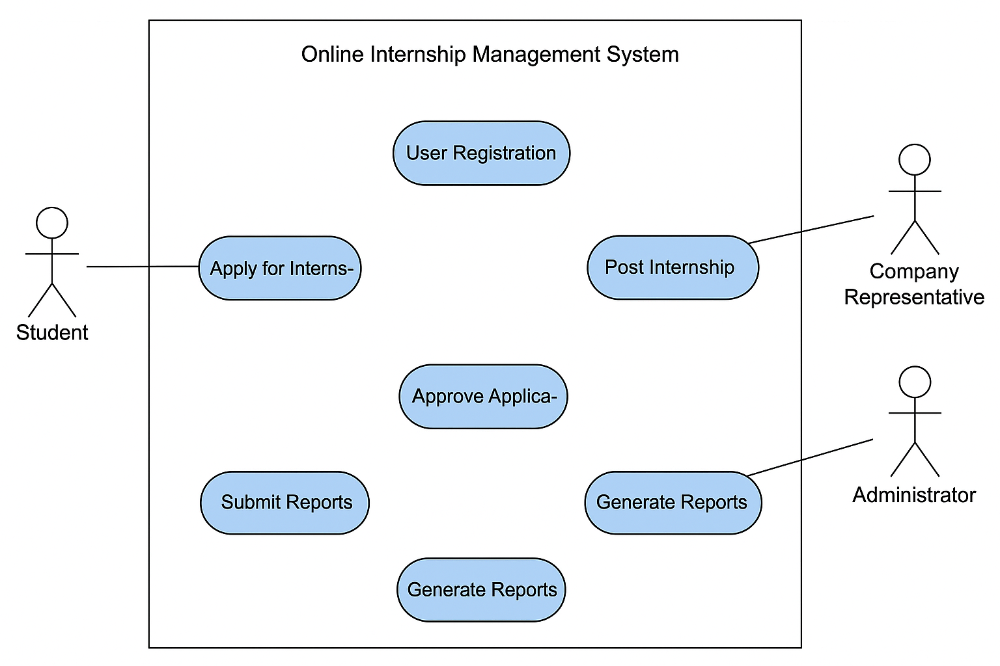 Online Internship Management System
User Registration
Apply for Interns-
Post Internship
Company
Representative
Student
Approve Applica-
Submit Reports
Generate Reports
Administrator
Generate Reports